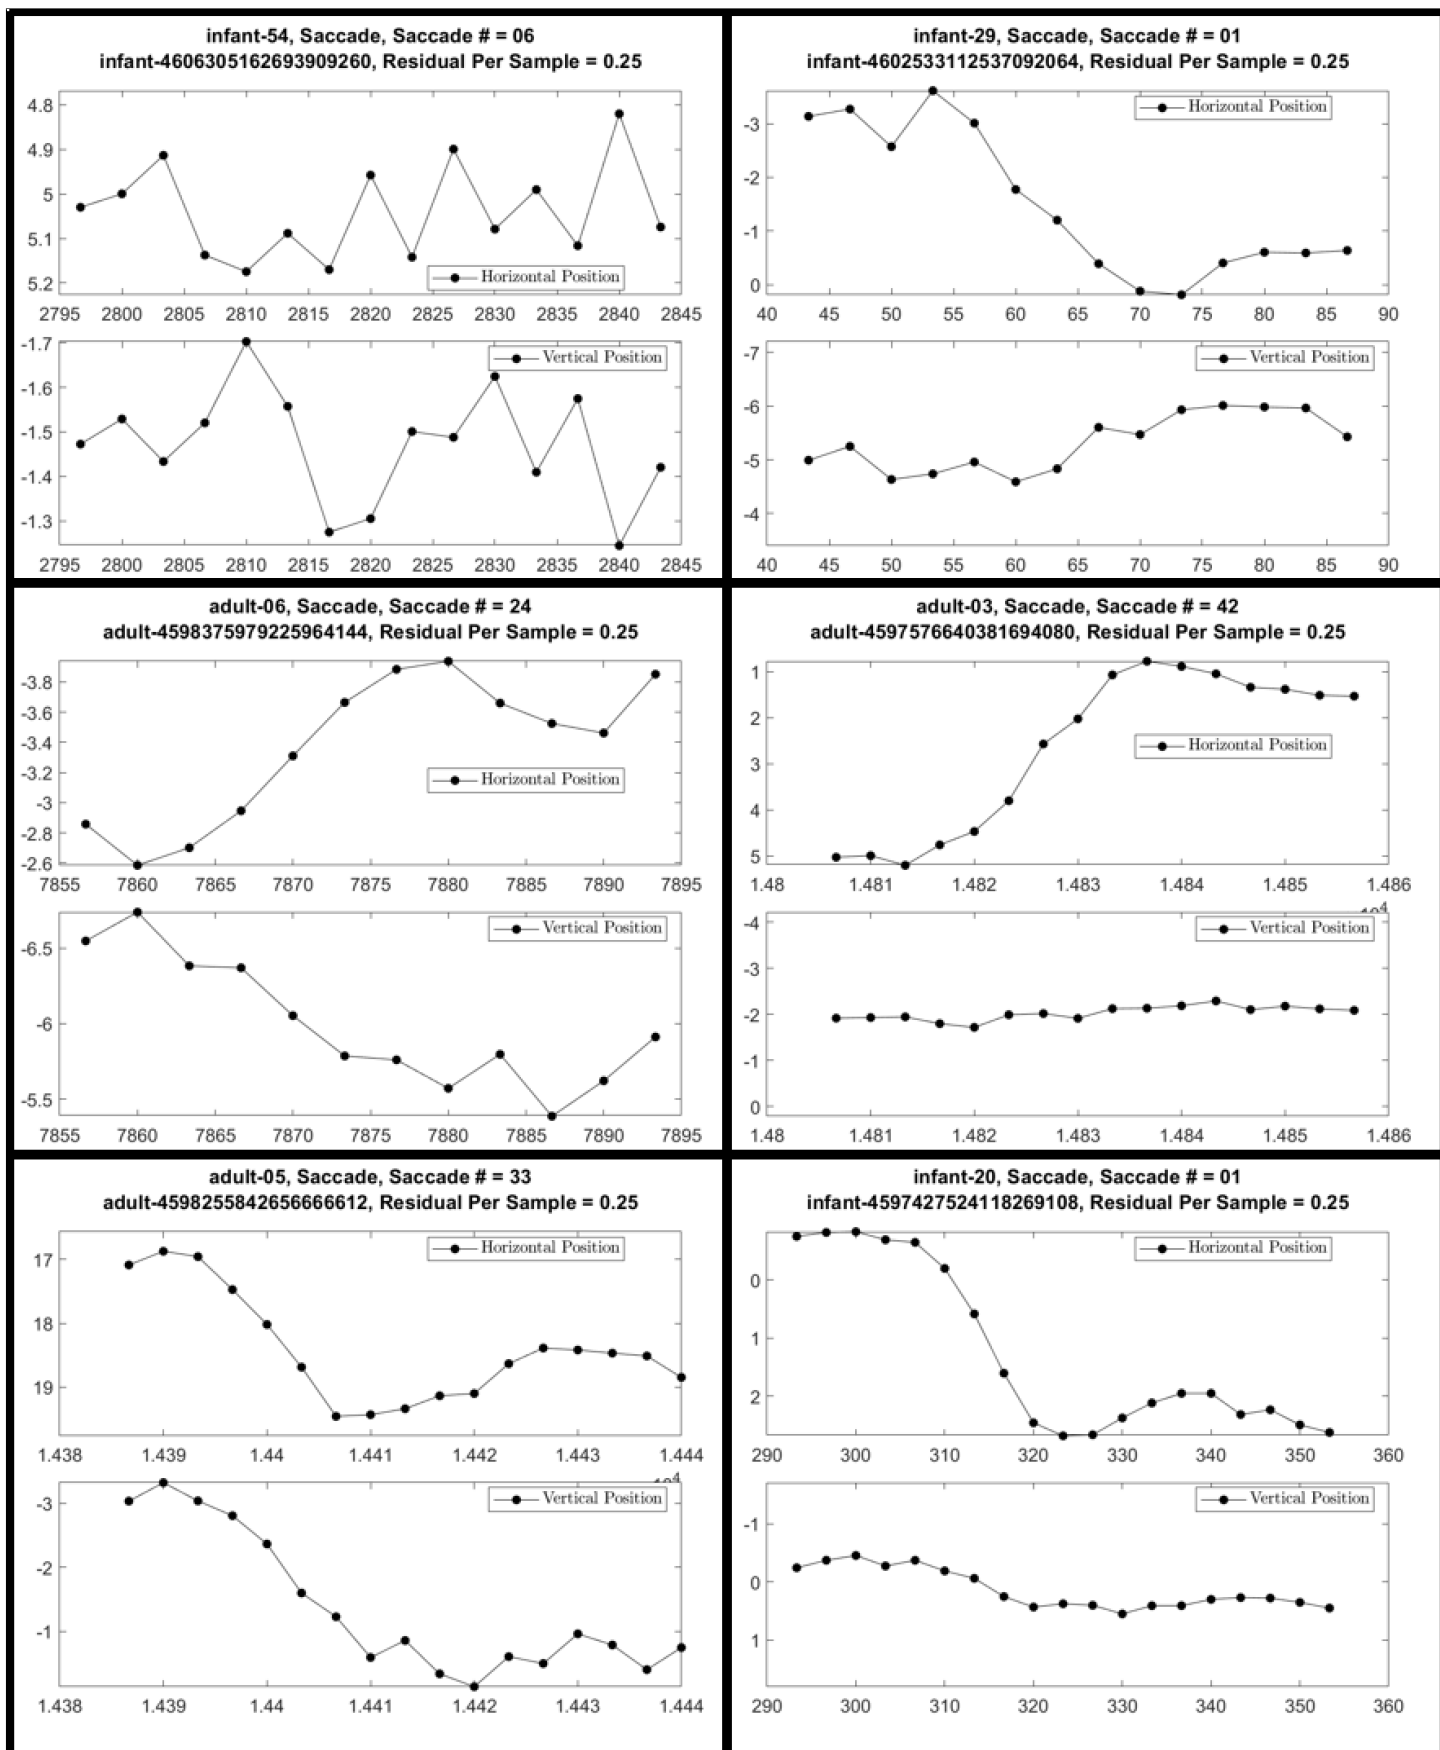 infant-54, Saccade, Saccade # = 06
infant-4606305162693909260, Residual Per Sample = 0.25
4.8
4.9
5
5.1
5.2
Horizontal Position
2795 2800 2805 2810 2815 2820 2825 2830 2835 2840 2845
-1.7
-1.6
-1.5
-1.4
-1.3
Vertical Position
2795 2800 2805 2810 2815 2820 2825 2830 2835 2840 2845
infant-29, Saccade, Saccade # = 01
infant-4602533112537092064, Residual Per Sample = 0.25
-3
-2
-1
0
Horizontal Position
40 45 50 55 60 65 70 75 80 85 90
-7
-6
-5
-4
Vertical Position
40 45 50 55 60 65 70 75 80 85 90
adult-06, Saccade, Saccade # = 24
adult-4598375979225964144, Residual Per Sample = 0.25
-3.8
-3.6
-3.4
-3.2
-3
-2.8
-2.6
Horizontal Position
7855 7860 7865 7870 7875 7880 7885 7890 7895
-6.5
-6
-5.5
Vertical Position
7855 7860 7865 7870 7875 7880 7885 7890 7895
adult-03, Saccade, Saccade # = 42
adult-4597576640381694080, Residual Per Sample = 0.25
1
2
3
4
5
Horizontal Position
1.48 1.481 1.482 1.483 1.484 1.485 1.486
-4
-3
-2
-1
0
Vertical Position
1.48 1.481 1.482 1.483 1.484 1.485 1.486
adult-05, Saccade, Saccade # = 33
adult-4598255842656666612, Residual Per Sample = 0.25
17
18
19
Horizontal Position
1.438 1.439 1.44 1.441 1.442 1.443 1.444
-3
-2
-1
Vertical Position
1.438 1.439 1.44 1.441 1.442 1.443 1.444
infant-20, Saccade, Saccade # = 01
infant-4597427524118269108, Residual Per Sample = 0.25
0
1
2
Horizontal Position
290 300 310 320 330 340 350 360
-1
0
1
Vertical Position
290 300 310 320 330 340 350 360